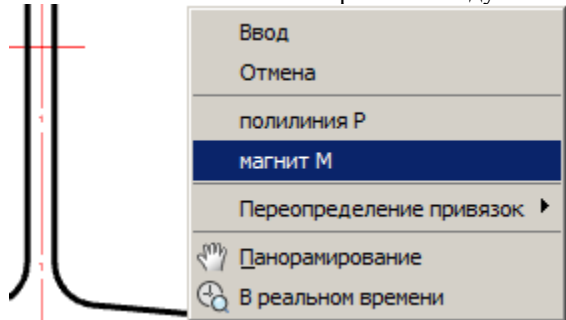 Ввод
Отмена
полилиния Р
магнит М
Переопределение привязок
Панорамирование
В реальном времени